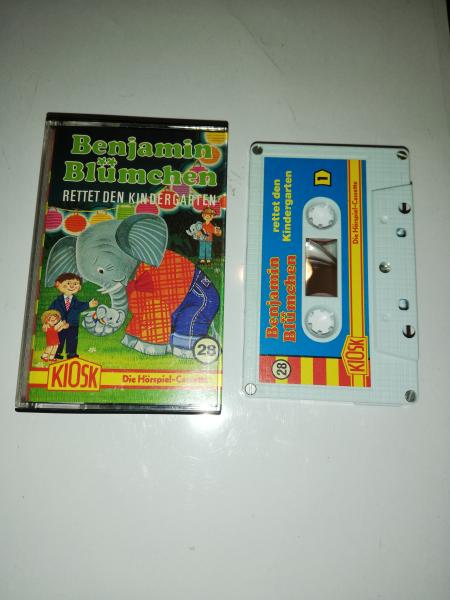 Benjamin
Blümchen
RETTET DEN KINDERGARTEN
28
KIOSK
Die Hörspiel-Cassette
Benjamin
Blümchen
rettet den
Kindergarten
28
KIOSK
Die Hörspiel-Cassette